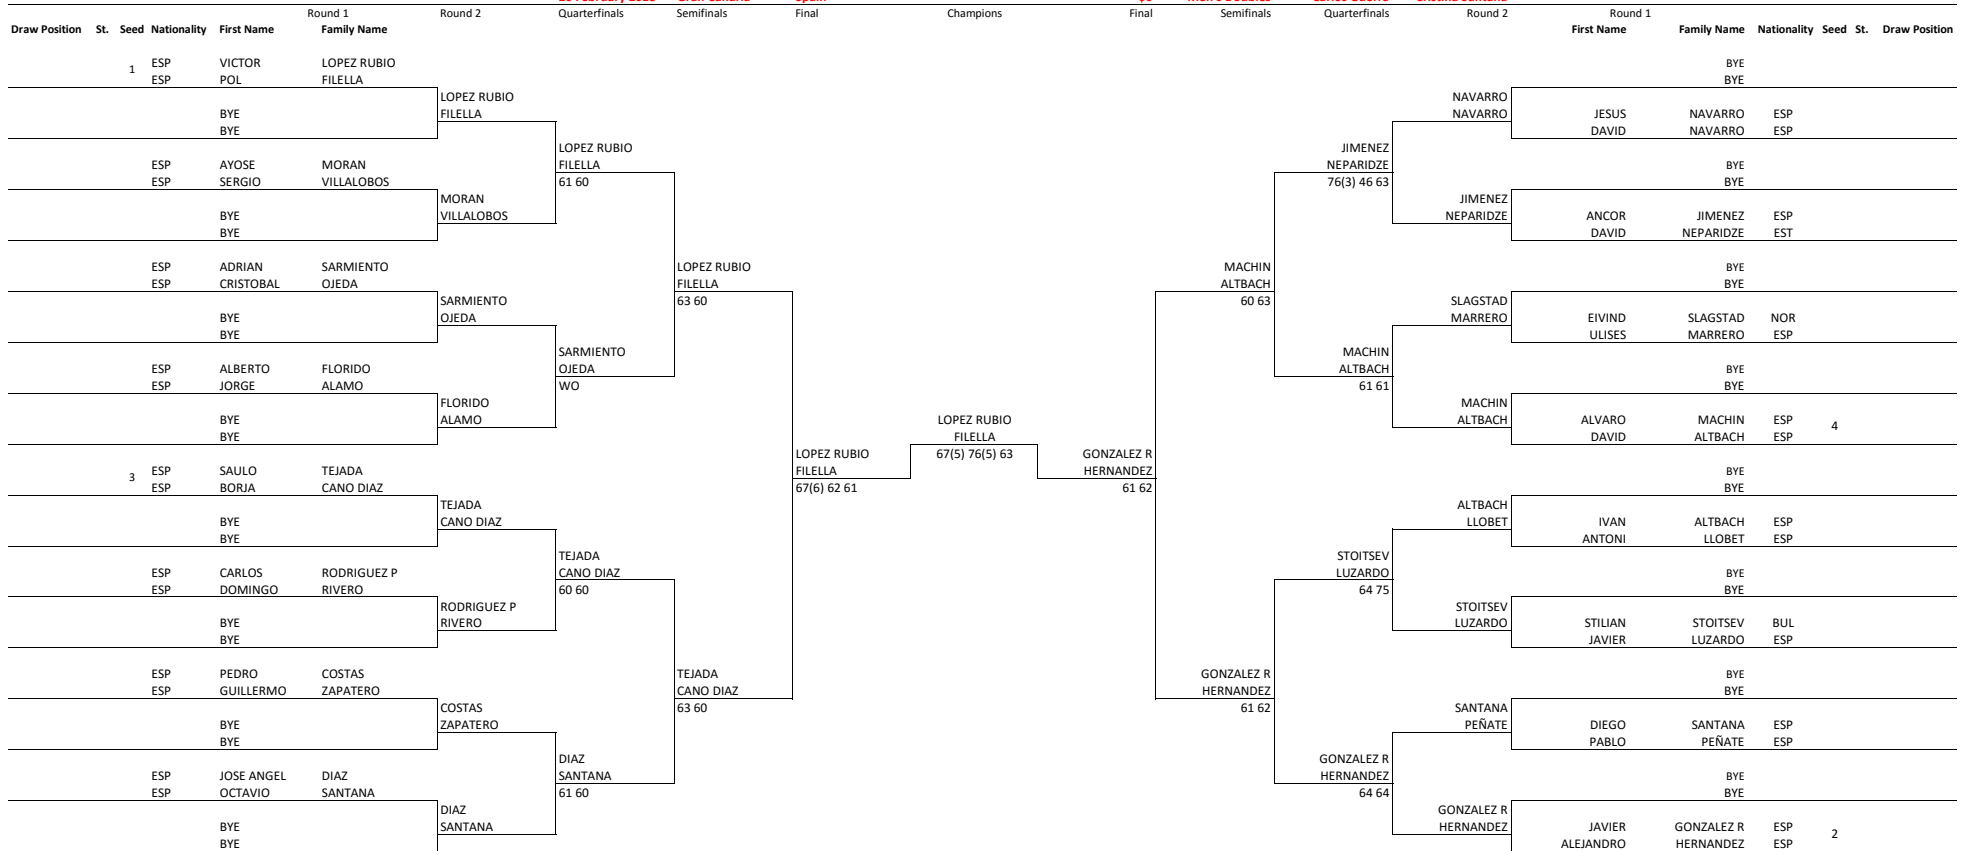 Round 1 Round 2 Quarterfinals Semifinals Final Champions Final Semifinals Quarterfinals Round 2 Round 1
Draw Position St. Seed Nationality First Name Family Name First Name Family Name Nationality Seed St. Draw Position
1
ESP VICTOR LOPEZ RUBIO
ESP POL FILELLA
LOPEZ RUBIO
FILELLA
BYE
BYE
LOPEZ RUBIO
FILELLA
61 60
ESP AYOSE MORAN
ESP SERGIO VILLALOBOS
MORAN
VILLALOBOS
BYE
BYE
LOPEZ RUBIO
FILELLA
63 60
ESP ADRIAN SARMIENTO
ESP CRISTOBAL OJEDA
SARMIENTO
OJEDA
BYE
BYE
SARMIENTO
OJEDA
WO
ESP ALBERTO FLORIDO
ESP JORGE ALAMO
FLORIDO
ALAMO
BYE
BYE
LOPEZ RUBIO
FILELLA
67(6) 62 61
3
ESP SAULO TEJADA
ESP BORJA CANO DIAZ
TEJADA
CANO DIAZ
BYE
BYE
TEJADA
CANO DIAZ
60 60
ESP CARLOS RODRIGUEZ P
ESP DOMINGO RIVERO
RODRIGUEZ P
RIVERO
BYE
BYE
TEJADA
CANO DIAZ
63 60
ESP PEDRO COSTAS
ESP GUILLERMO ZAPATERO
COSTAS
ZAPATERO
BYE
BYE
DIAZ
SANTANA
61 60
ESP JOSE ANGEL DIAZ
ESP OCTAVIO SANTANA
DIAZ
SANTANA
BYE
BYE
LOPEZ RUBIO
FILELLA
67(5) 76(5) 63
GONZALEZ R
HERNANDEZ
61 62
BYE
BYE
NAVARRO
NAVARRO
JESUS NAVARRO ESP
DAVID NAVARRO ESP
JIMENEZ
NEPARIDZE
76(3) 46 63
BYE
BYE
JIMENEZ
NEPARIDZE
ANCOR JIMENEZ ESP
DAVID NEPARIDZE EST
MACHIN
ALTBACH
60 63
BYE
BYE
SLAGSTAD
MARRERO
EIVIND SLAGSTAD NOR
ULISES MARRERO ESP
MACHIN
ALTBACH
61 61
BYE
BYE
MACHIN
ALTBACH
ALVARO MACHIN ESP
DAVID ALTBACH ESP
4
BYE
BYE
ALTBACH
LLOBET
IVAN ALTBACH ESP
ANTONI LLOBET ESP
STOITSEV
LUZARDO
64 75
BYE
BYE
STOITSEV
LUZARDO
STILIAN STOITSEV BUL
JAVIER LUZARDO ESP
GONZALEZ R
HERNANDEZ
61 62
BYE
BYE
SANTANA
PEÑATE
DIEGO SANTANA ESP
PABLO PEÑATE ESP
GONZALEZ R
HERNANDEZ
64 64
BYE
BYE
GONZALEZ R
HERNANDEZ
JAVIER GONZALEZ R ESP
ALEJANDRO HERNANDEZ ESP
2